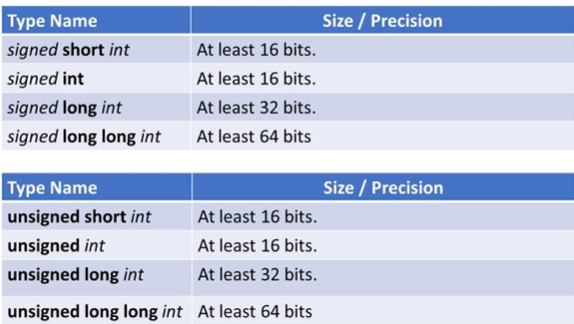 Type Name Size / Precision
signed short int At least 16 bits.
signed int At least 16 bits.
signed long int At least 32 bits.
signed long long int At least 64 bits
Type Name Size / Precision
unsigned short int At least 16 bits.
unsigned int At least 16 bits.
unsigned long int At least 32 bits.
unsigned long long int At least 64 bits